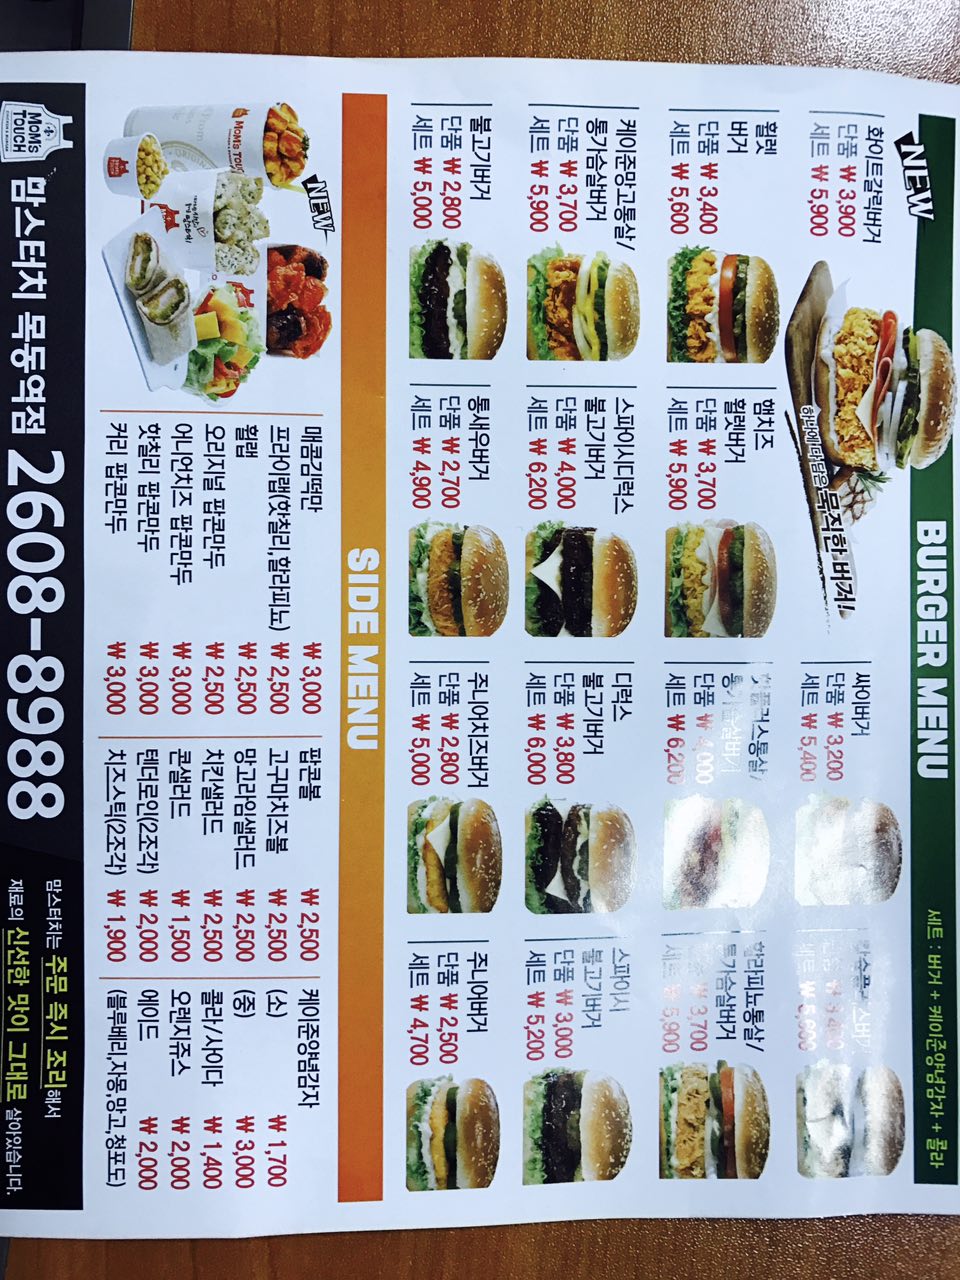 BURGER MENU
세트 : 버거 + 케이준양념감자 + 콜라
NEW
화이트갈릭버거
단품 ₩ 3,900
세트 ₩ 5,900
하박에 다담은 묵직한 버거!
싸이버거
단품 ₩ 3,200
세트 ₩ 5,400
휠렛
버거
단품 ₩ 3,400
세트 ₩ 5,600
햄치즈
휠렛버거
단품 ₩ 3,700
세트 ₩ 5,900
단품 ₩ 4,000
세트 ₩ 6,200
할라피뇨통살/
통가슴살버거
단품 ₩ 3,700
세트 ₩ 5,900
케이준망고통살/
통가슴살버거
단품 ₩ 3,700
세트 ₩ 5,900
스파이시디럭스
불고기버거
단품 ₩ 4,000
세트 ₩ 6,200
디럭스
불고기버거
단품 ₩ 3,800
세트 ₩ 6,000
스파이시
불고기버거
단품 ₩ 3,000
세트 ₩ 5,200
불고기버거
단품 ₩ 2,800
세트 ₩ 5,000
통새우버거
단품 ₩ 2,700
세트 ₩ 4,900
주니어치즈버거
단품 ₩ 2,800
세트 ₩ 5,000
주니어버거
단품 ₩ 2,500
세트 ₩ 4,700
SIDE MENU
NEW
매콤김떡만 ₩ 3,000
프라이랩(핫칠리,할라피뇨) ₩ 2,500
휠랩 ₩ 2,500
오리지널 팝콘만두 ₩ 2,500
어니언치즈 팝콘만두 ₩ 3,000
핫칠리 팝콘만두 ₩ 3,000
커리 팝콘만두 ₩ 3,000
팝콘볼 ₩ 2,500
고구마치즈볼 ₩ 2,500
망고라임샐러드 ₩ 2,500
치킨샐러드 ₩ 2,500
콘샐러드 ₩ 1,500
텐더로인(2조각) ₩ 2,000
치즈스틱(2조각) ₩ 1,900
케이준양념감자
(소) ₩ 1,700
(중) ₩ 3,000
콜라/사이다 ₩ 1,400
오렌지쥬스 ₩ 2,000
에이드 ₩ 2,000
(블루베리,자몽,망고,청포도)
MOM's
TOUCH
맘스터치 목동역점 2608-8988
맘스터치는 주문 즉시 조리해서
재료의 신선한 맛이 그대로 살아있습니다.